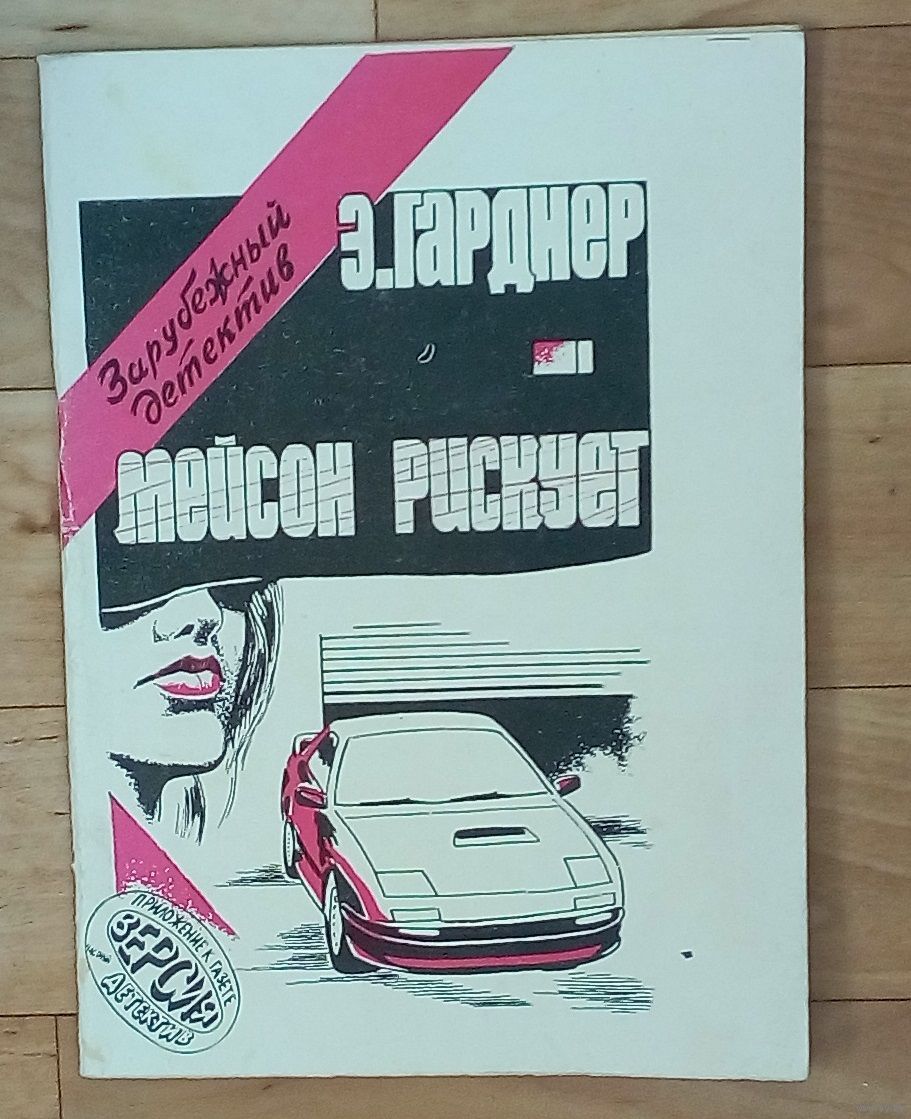 Э.ГАРДНЕР
Зарубежный
детектив
МЕЙСОН РИСКУЕТ
ПРИЛОЖЕНИЕ К ГАЗЕТЕ
ВЕРСИЯ
ДЕТЕКТИВ